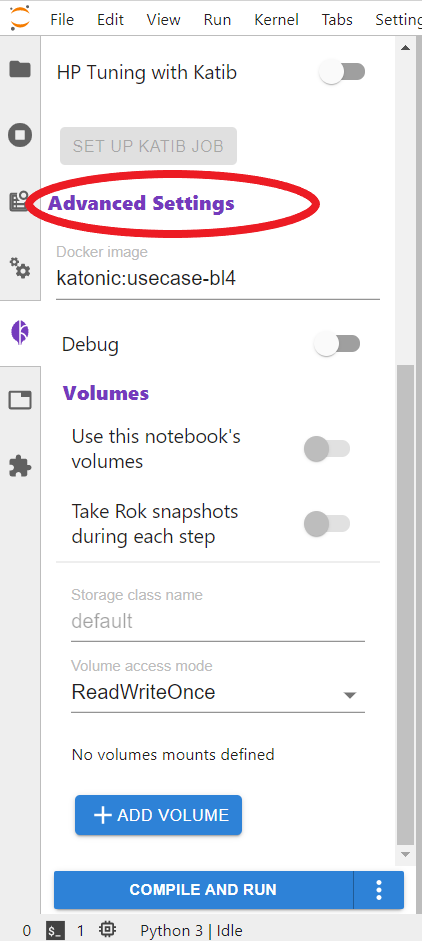 File Edit View Run Kernel Tabs Setting
HP Tuning with Katib
SET UP KATIB JOB
Advanced Settings
Docker image
katonic:usecase-bl4
Debug
Volumes
Use this notebook's
volumes
Take Rok snapshots
during each step
Storage class name
default
Volume access mode
ReadWriteOnce
No volumes mounts defined
ADD VOLUME
COMPILE AND RUN
0 $_ 1 Python 3 | Idle